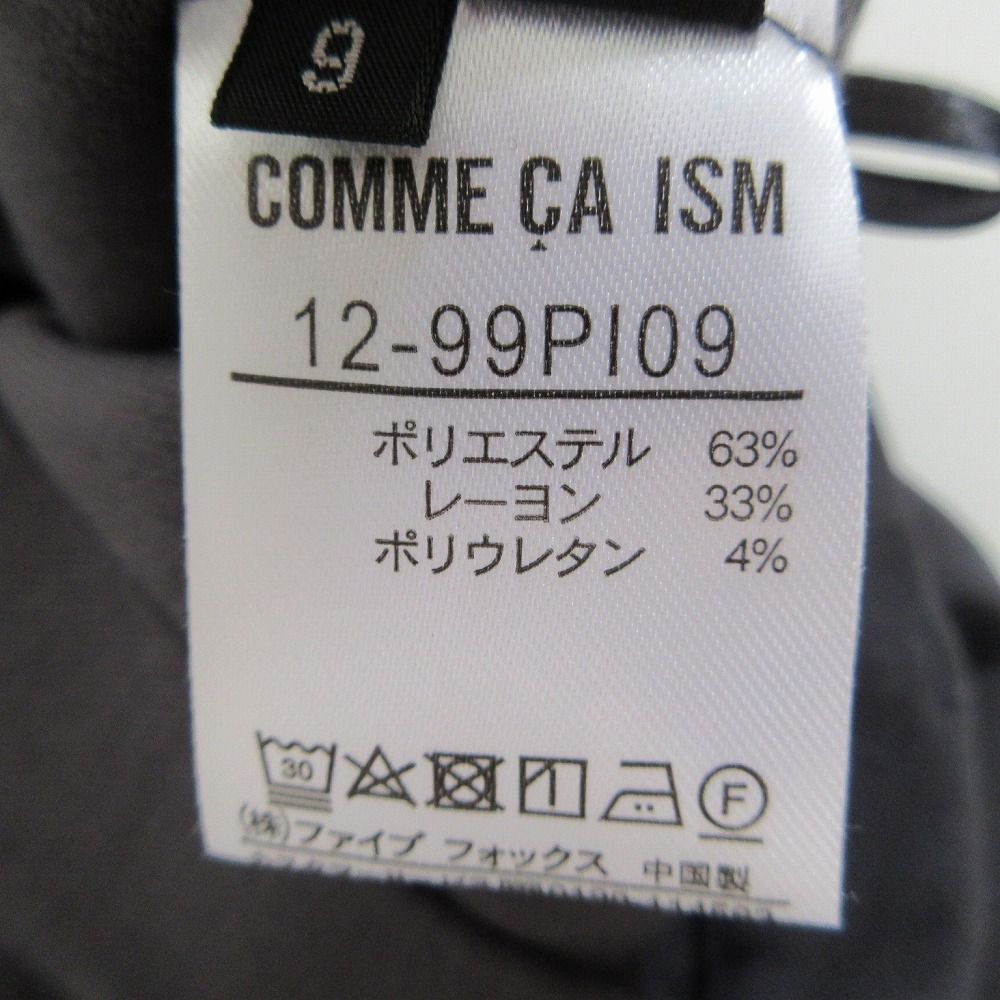 9
COMME ÇA ISM
12-99PI09
ポリエステル 63%
レーヨン 33%
ポリウレタン 4%
30 F
(株)ファイブ フォックス 中国製